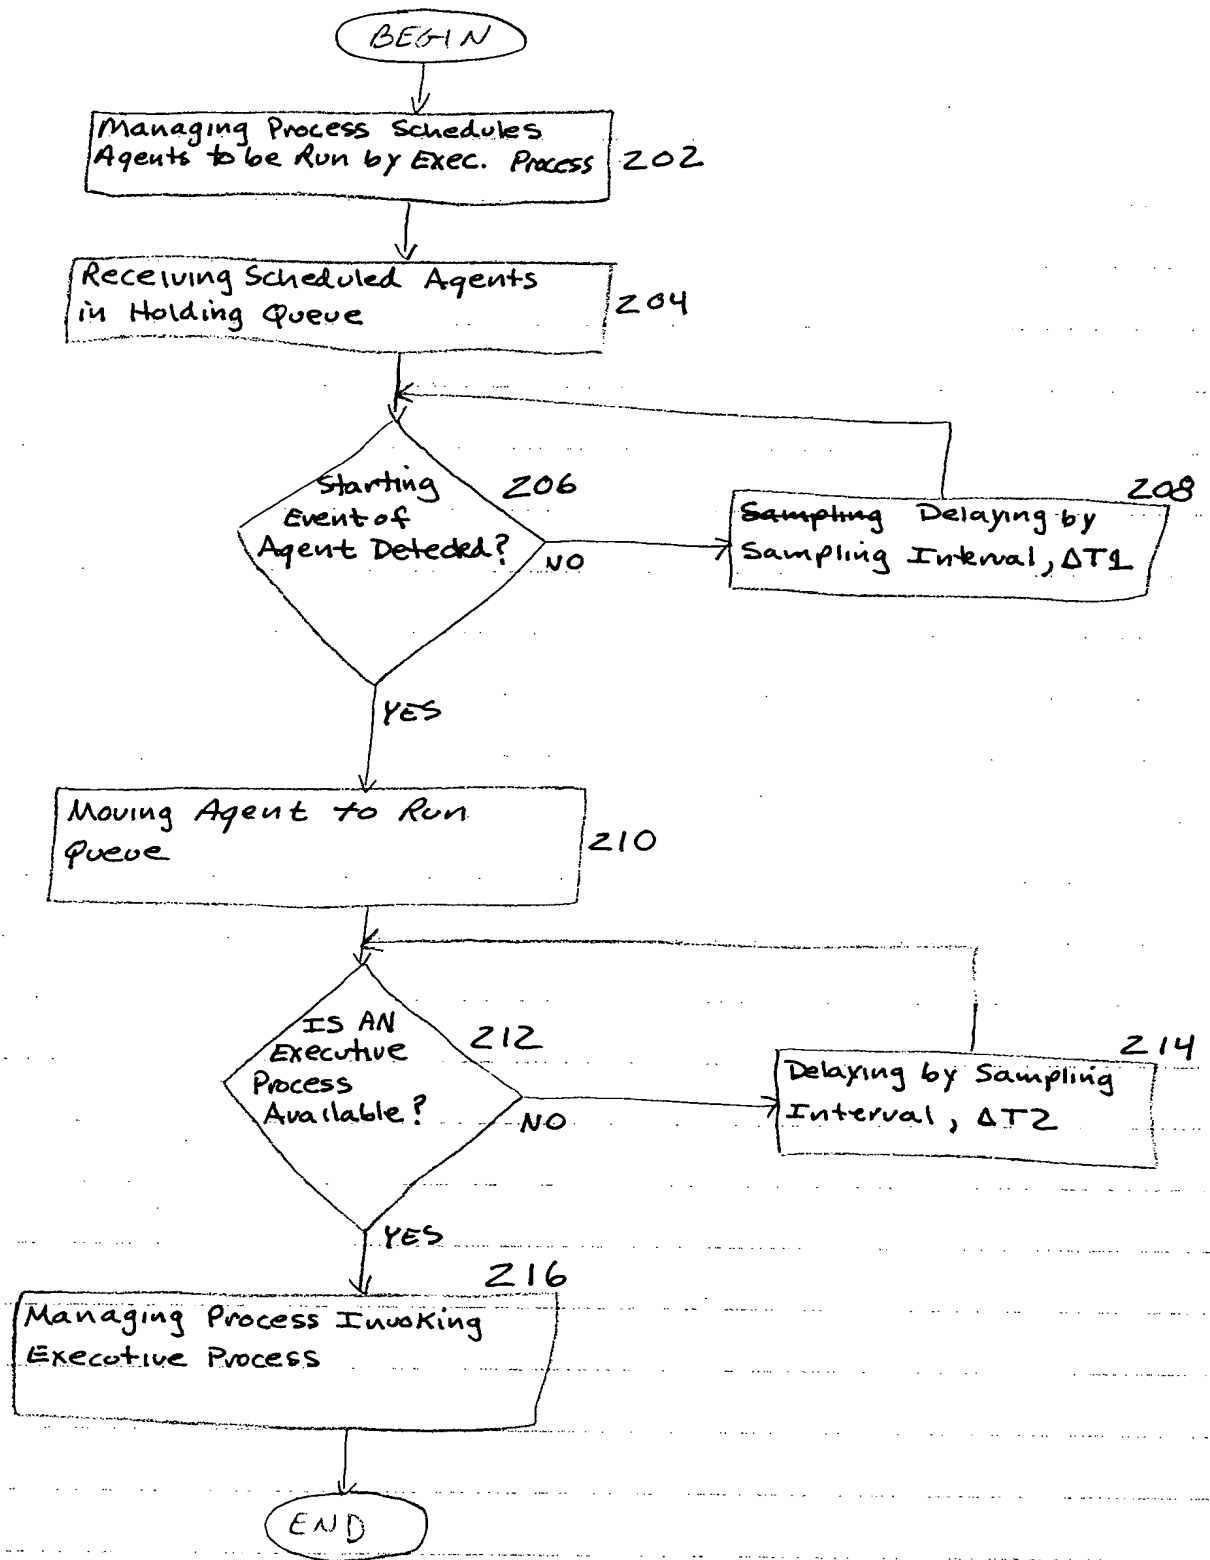 BEGIN
Managing Process Schedules
Agents to be Run by Exec. Process
202
Receiving Scheduled Agents
in Holding Queue
204
Starting
Event of
Agent Detected?
206
NO
208
Sampling Delaying by
Sampling Interval, ΔT1
YES
Moving Agent to Run
Queue
210
IS AN
Executive
Process
Available?
212
NO
214
Delaying by Sampling
Interval, ΔT2
YES
216
Managing Process Invoking
Executive Process
END